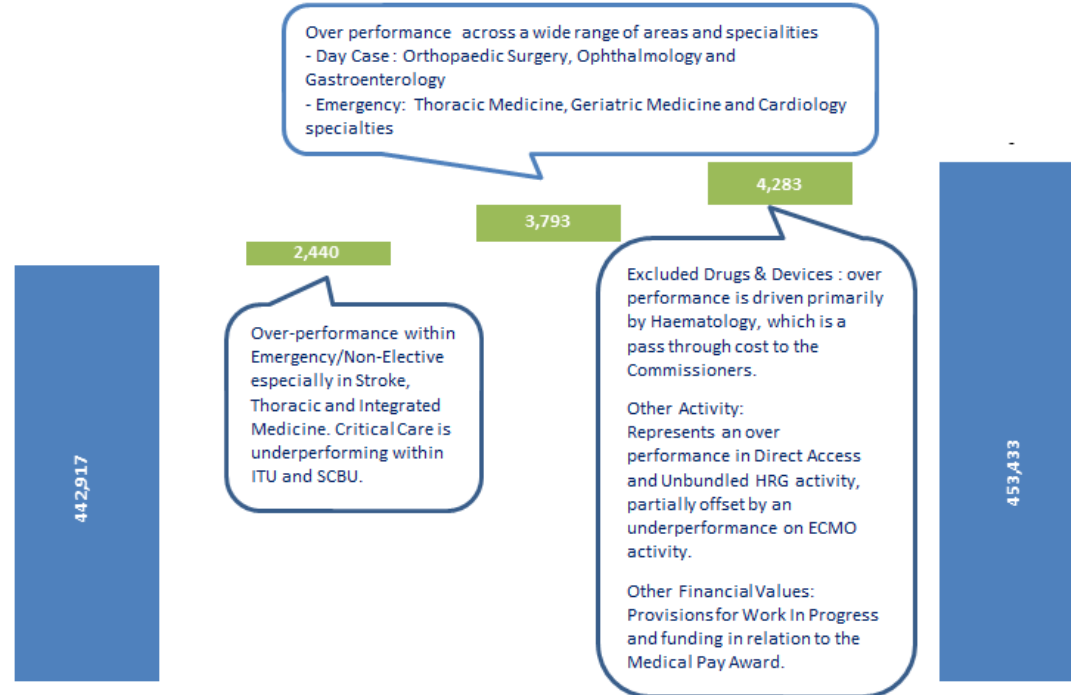 Over performance across a wide range of areas and specialities
- Day Case : Orthopaedic Surgery, Ophthalmology and
Gastroenterology
- Emergency: Thoracic Medicine, Geriatric Medicine and Cardiology
specialties
-
4,283
3,793
2,440
Over-performance within
Emergency/Non-Elective
especially in Stroke,
Thoracic and Integrated
Medicine. Critical Care is
underperforming within
ITU and SCBU.
Excluded Drugs & Devices : over
performance is driven primarily
by Haematology, which is a
pass through cost to the
Commissioners.
Other Activity:
Represents an over
performance in Direct Access
and Unbundled HRG activity,
partially offset by an
underperformance on ECMO
activity.
Other Financial Values:
Provisions for Work In Progress
and funding in relation to the
Medical Pay Award.
442,917
453,433